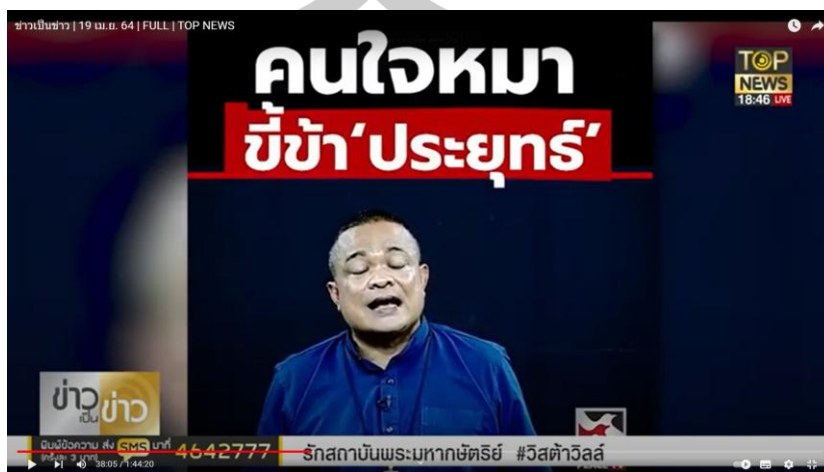 ข่าวเป็นข่าว | 19 เม.ย. 64 | FULL | TOP NEWS
คนใจหมา
ขี้ข้า‘ประยุทธ์’
TOP
NEWS
18:46 LIVE
ข่าว
เป็น ข่าว
พิมพ์ข้อความ ส่ง SMS มาที่
4642777
รักสถาบันพระมหากษัตริย์ #วิสต้าวิลล์
38:05 / 1:44:20